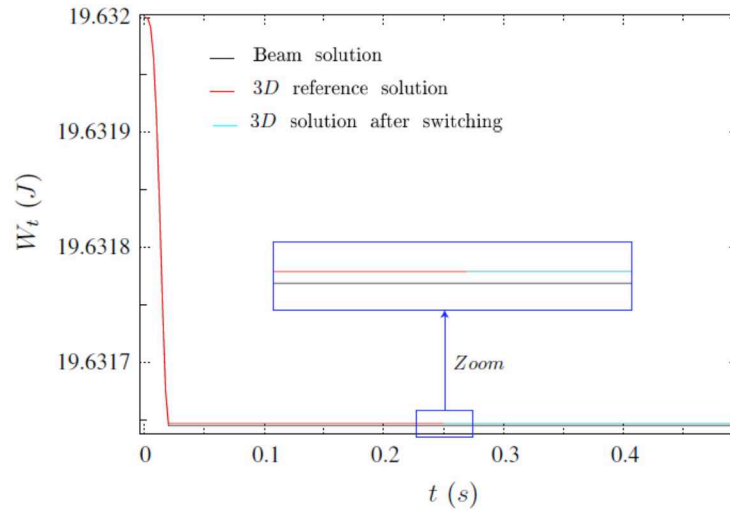 19.632
19.6319
19.6318
19.6317
W_t (J)
Beam solution
3D reference solution
3D solution after switching
Zoom
0
0.1
0.2
0.3
0.4
t (s)